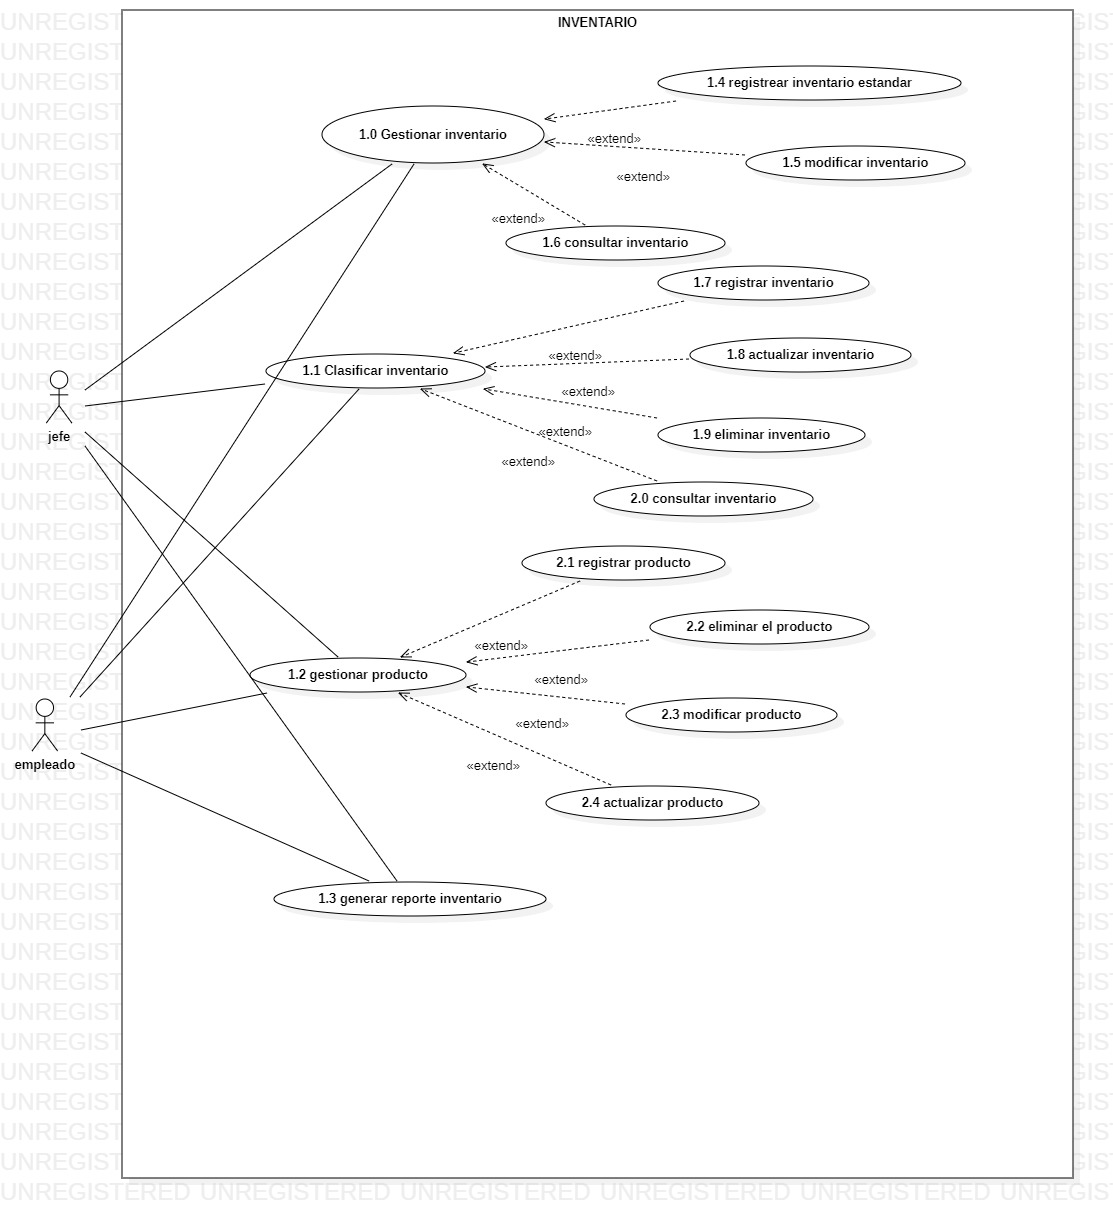 INVENTARIO
1.4 registrear inventario estandar
1.0 Gestionar inventario
«extend»
1.5 modificar inventario
«extend»
«extend»
1.6 consultar inventario
1.7 registrar inventario
«extend»
1.8 actualizar inventario
1.1 Clasificar inventario
«extend»
jefe
«extend»
1.9 eliminar inventario
«extend»
2.0 consultar inventario
2.1 registrar producto
2.2 eliminar el producto
«extend»
1.2 gestionar producto
«extend»
2.3 modificar producto
«extend»
empleado
«extend»
2.4 actualizar producto
1.3 generar reporte inventario
UNREGISTERED UNREGISTERED UNREGISTERED UNREGISTERED UNREGISTERED UNREGIST